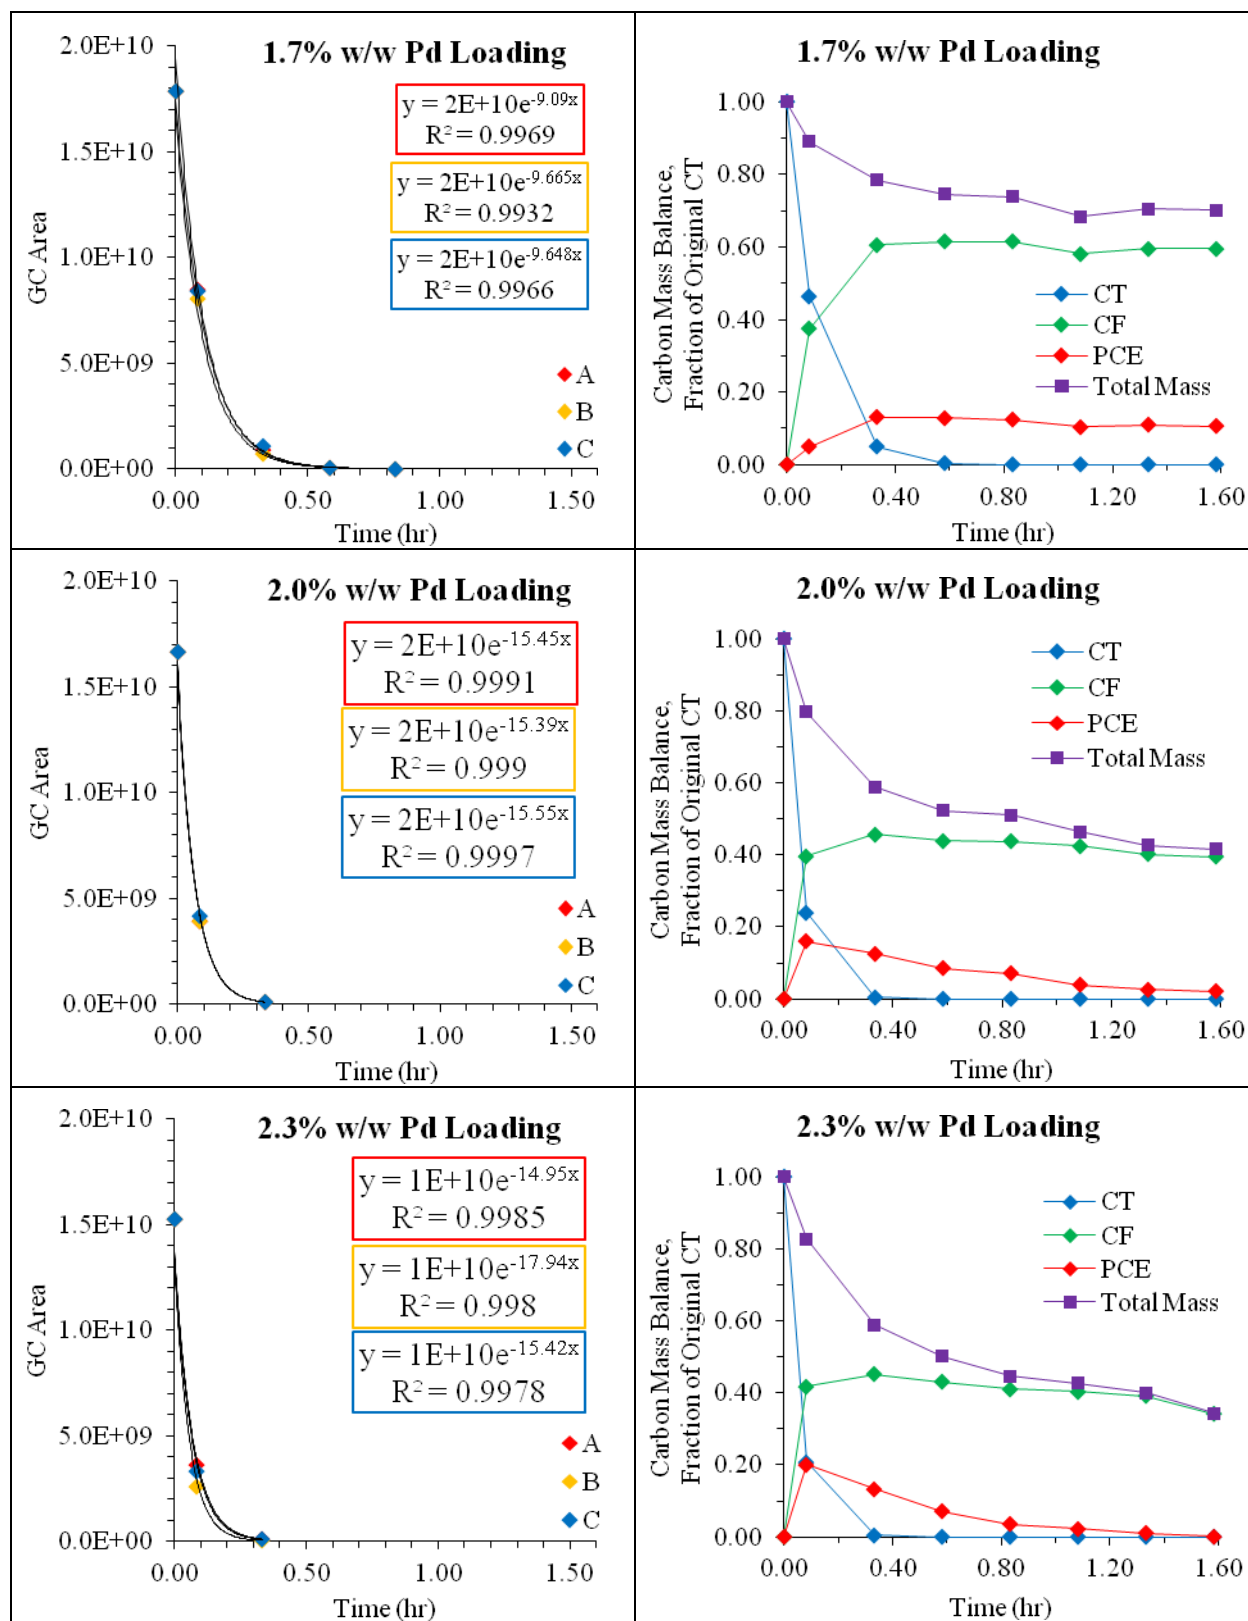 1.7% w/w Pd Loading
2.0E+10
1.5E+10
1.0E+10
5.0E+09
0.0E+00
GC Area
y = 2E+10e^-9.09x
R² = 0.9969
y = 2E+10e^-9.665x
R² = 0.9932
y = 2E+10e^-9.648x
R² = 0.9966
A
B
C
0.00 0.50 1.00 1.50
Time (hr)
1.7% w/w Pd Loading
1.00
0.80
0.60
0.40
0.20
0.00
Carbon Mass Balance,
Fraction of Original CT
CT
CF
PCE
Total Mass
0.00 0.40 0.80 1.20 1.60
Time (hr)
2.0% w/w Pd Loading
2.0E+10
1.5E+10
1.0E+10
5.0E+09
0.0E+00
GC Area
y = 2E+10e^-15.45x
R² = 0.9991
y = 2E+10e^-15.39x
R² = 0.999
y = 2E+10e^-15.55x
R² = 0.9997
A
B
C
0.00 0.50 1.00 1.50
Time (hr)
2.0% w/w Pd Loading
1.00
0.80
0.60
0.40
0.20
0.00
Carbon Mass Balance,
Fraction of Original CT
CT
CF
PCE
Total Mass
0.00 0.40 0.80 1.20 1.60
Time (hr)
2.3% w/w Pd Loading
2.0E+10
1.5E+10
1.0E+10
5.0E+09
0.0E+00
GC Area
y = 1E+10e^-14.95x
R² = 0.9985
y = 1E+10e^-17.94x
R² = 0.998
y = 1E+10e^-15.42x
R² = 0.9978
A
B
C
0.00 0.50 1.00 1.50
Time (hr)
2.3% w/w Pd Loading
1.00
0.80
0.60
0.40
0.20
0.00
Carbon Mass Balance,
Fraction of Original CT
CT
CF
PCE
Total Mass
0.00 0.40 0.80 1.20 1.60
Time (hr)